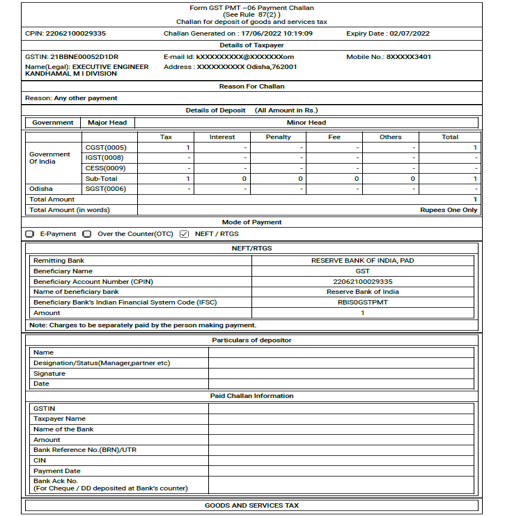 Form GST PMT –06 Payment Challan
(See Rule 87(2) )
Challan for deposit of goods and services tax
CPIN: 22062100029335 Challan Generated on : 17/06/2022 10:19:09 Expiry Date : 02/07/2022
Details of Taxpayer
GSTIN: 21BBNE00052D1DR E-mail Id: kXXXXXXXXX@XXXXXXXom Mobile No.: 8XXXXX3401
Name(Legal): EXECUTIVE ENGINEER Address : XXXXXXXXXX Odisha,762001
KANDHAMAL M I DIVISION
Reason For Challan
Reason: Any other payment
Details of Deposit (All Amount in Rs.)
Government Major Head Minor Head
Tax Interest Penalty Fee Others Total
Government Of India CGST(0005) 1 - - - - 1
IGST(0008) - - - - - -
CESS(0009) - - - - - -
Sub-Total 1 0 0 0 0 1
Odisha SGST(0006) - - - - - -
Total Amount 1
Total Amount (in words) Rupees One Only
Mode of Payment
E-Payment Over the Counter(OTC) NEFT / RTGS
NEFT/RTGS
Remitting Bank RESERVE BANK OF INDIA, PAD
Beneficiary Name GST
Beneficiary Account Number (CPIN) 22062100029335
Name of beneficiary bank Reserve Bank of India
Beneficiary Bank's Indian Financial System Code (IFSC) RBIS0GSTPMT
Amount 1
Note: Charges to be separately paid by the person making payment.
Particulars of depositor
Name
Designation/Status(Manager,partner etc)
Signature
Date
Paid Challan Information
GSTIN
Taxpayer Name
Name of the Bank
Amount
Bank Reference No.(BRN)/UTR
CIN
Payment Date
Bank Ack No.
(For Cheque / DD deposited at Bank's counter)
GOODS AND SERVICES TAX